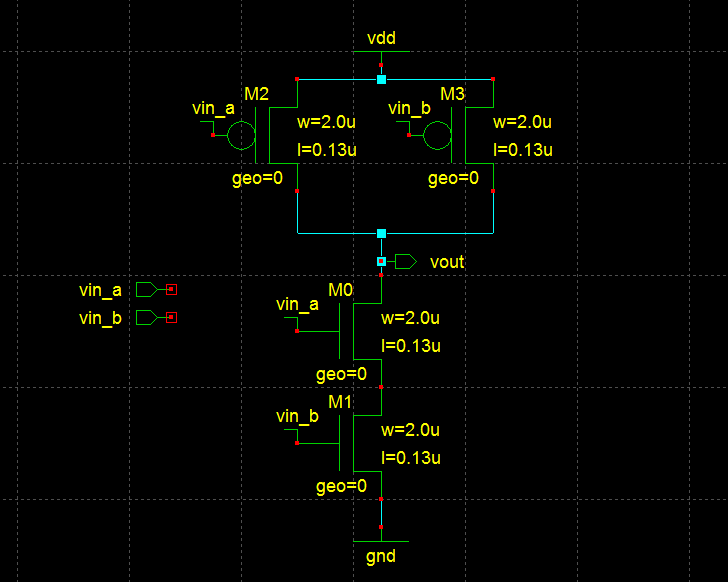 vdd
M2
M3
vin_a
vin_b
w=2.0u
w=2.0u
l=0.13u
l=0.13u
geo=0
geo=0
vout
vin_a
M0
vin_a
vin_b
w=2.0u
l=0.13u
geo=0
M1
vin_b
w=2.0u
l=0.13u
geo=0
gnd